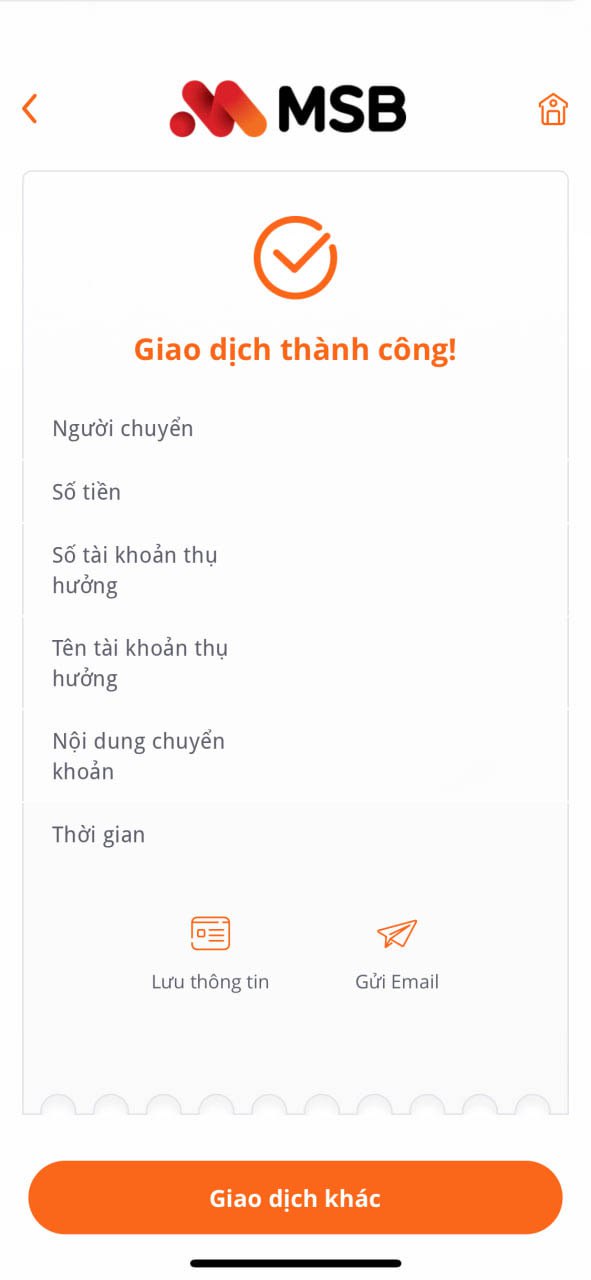 MSB
Giao dịch thành công!
Người chuyển
Số tiền
Số tài khoản thụ
hưởng
Tên tài khoản thụ
hưởng
Nội dung chuyển
khoản
Thời gian
Lưu thông tin
Gửi Email
Giao dịch khác